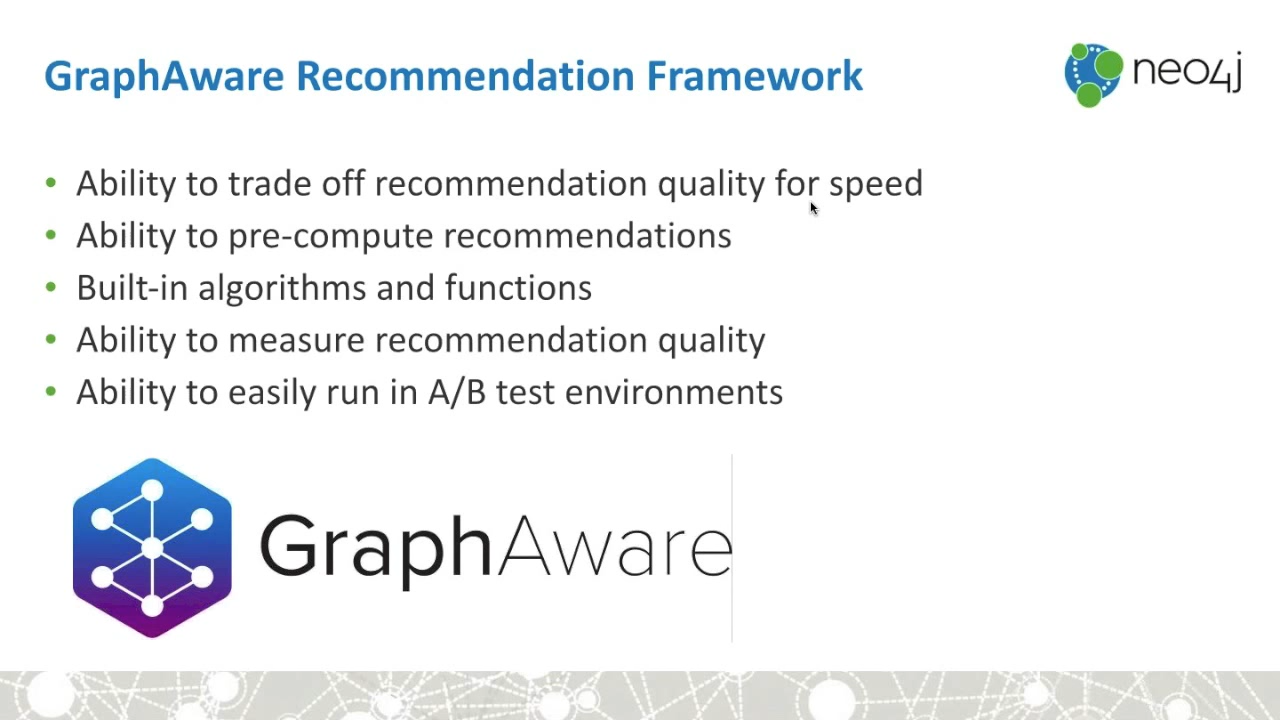 GraphAware Recommendation Framework
neo4j
• Ability to trade off recommendation quality for speed
• Ability to pre-compute recommendations
• Built-in algorithms and functions
• Ability to measure recommendation quality
• Ability to easily run in A/B test environments
GraphAware